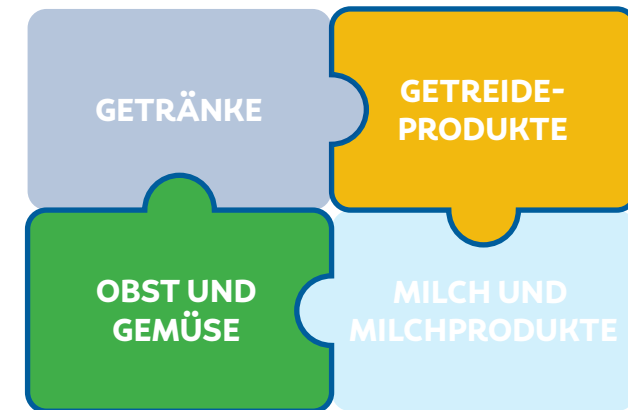 GETRÄNKE
GETREIDE-
PRODUKTE
OBST UND
GEMÜSE
MILCH UND
MILCHPRODUKTE